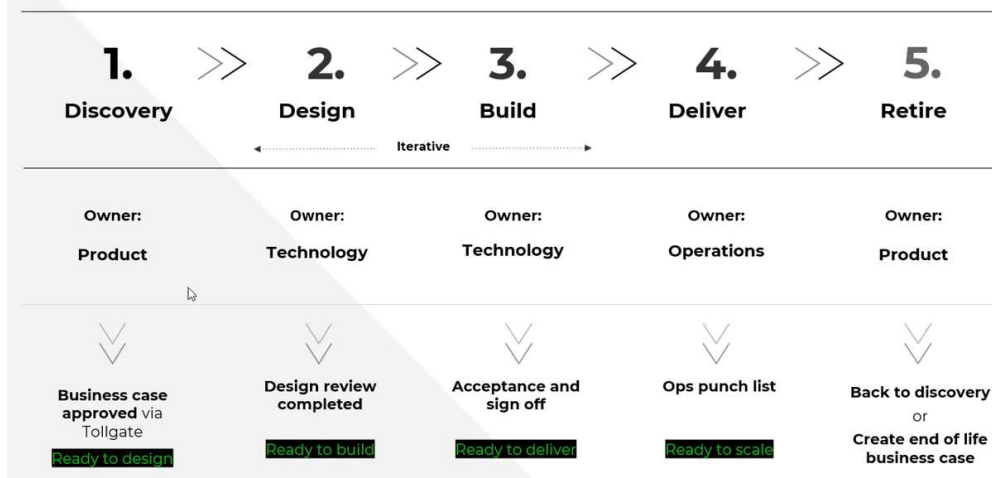 1.
2.
3.
4.
5.
Discovery
Design
Build
Deliver
Retire
Iterative
Owner:
Owner:
Owner:
Owner:
Owner:
Product
Technology
Technology
Operations
Product
Business case
approved via
Tollgate
Ready to design
Design review
completed
Ready to build
Acceptance and
sign off
Ready to deliver
Ops punch list
Ready to scale
Back to discovery
or
Create end of life
business case